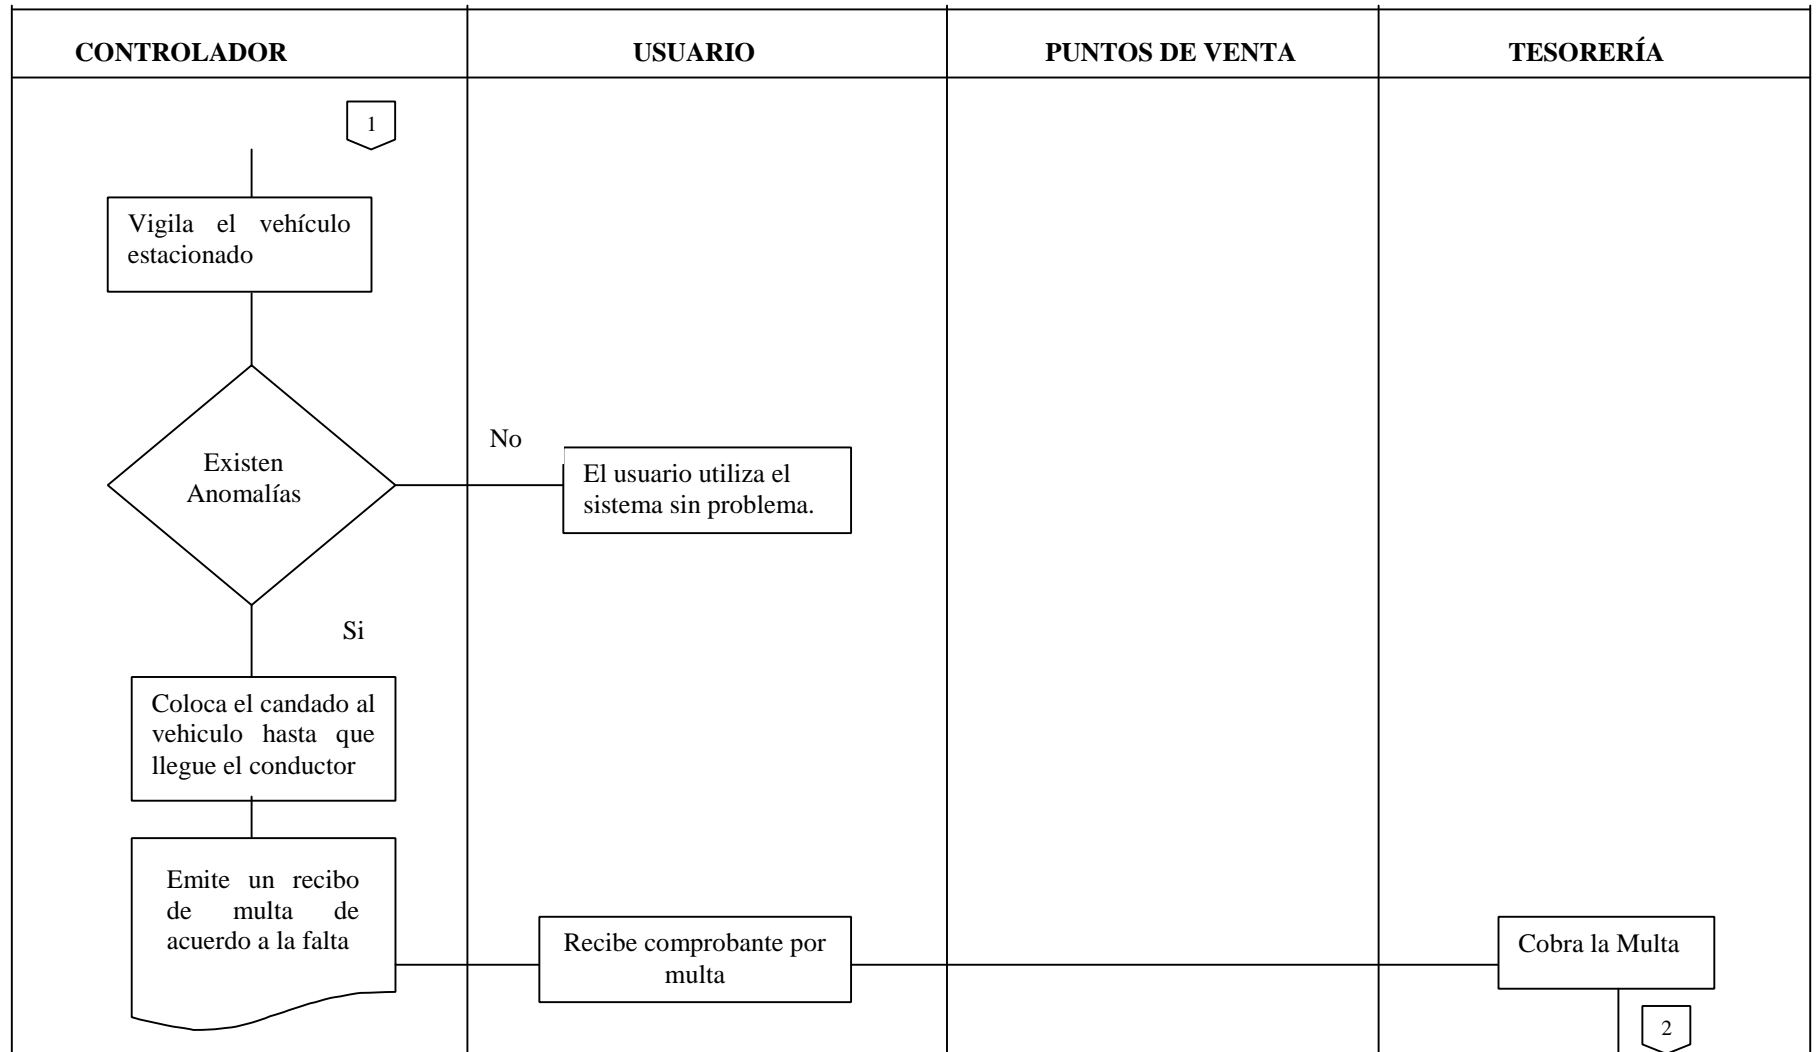 CONTROLADOR
USUARIO
PUNTOS DE VENTA
TESORERÍA
1
Vigila el vehículo
estacionado
Existen
Anomalías
No
El usuario utiliza el
sistema sin problema.
Si
Coloca el candado al
vehiculo hasta que
llegue el conductor
Emite un recibo
de multa de
acuerdo a la falta
Recibe comprobante por
multa
Cobra la Multa
2